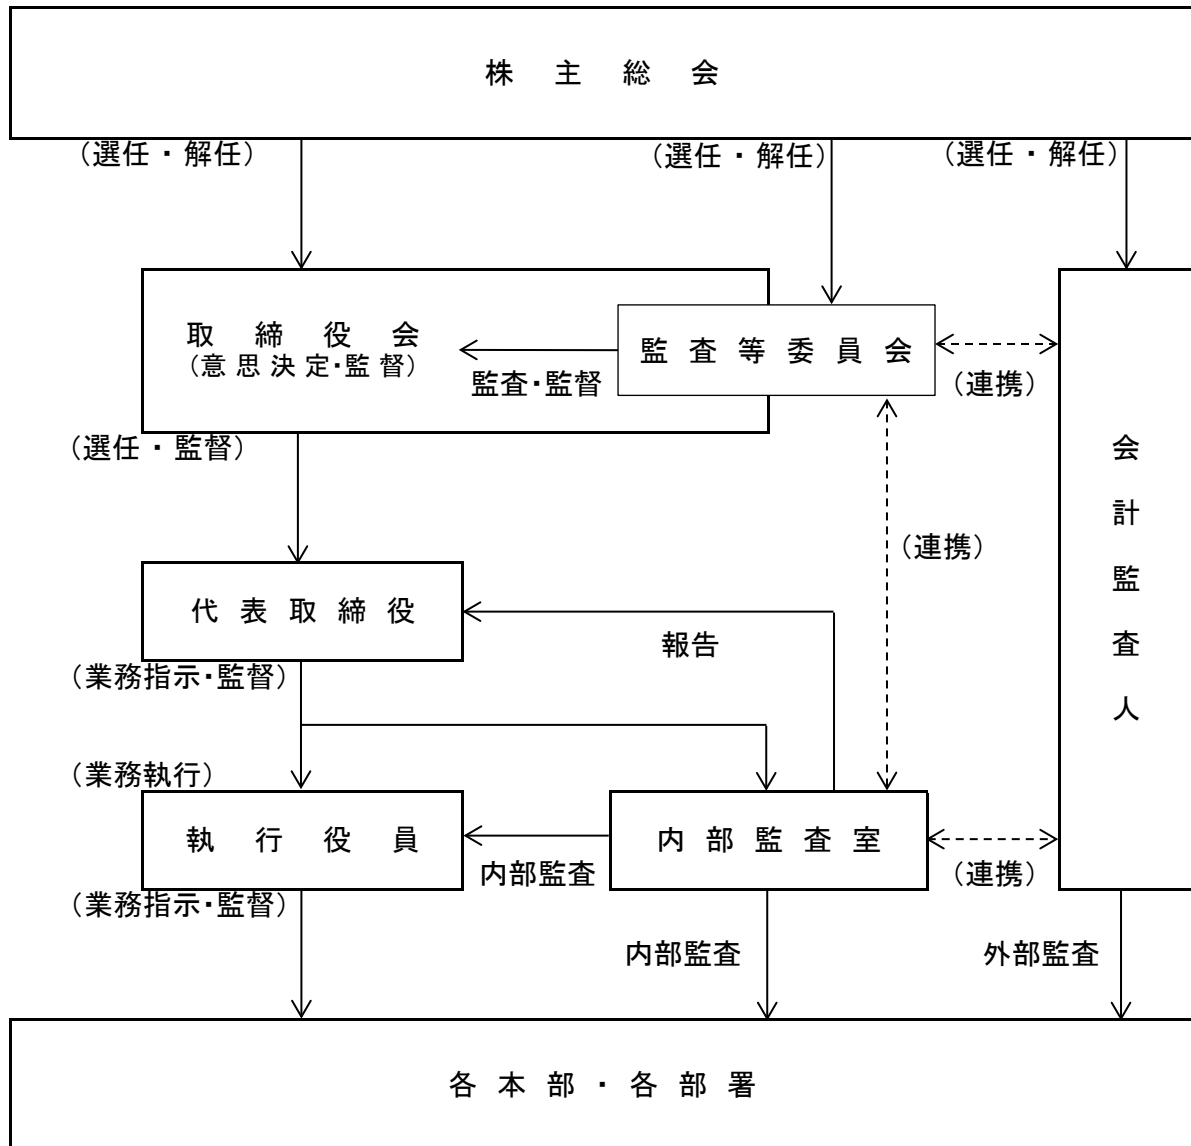 株主総会
(選任・解任)
(選任・解任)
(選任・解任)
取締役会
(意思決定・監督)
監査等委員会
監査・監督
(連携)
(選任・監督)
会計監査人
(連携)
代表取締役
報告
(業務指示・監督)
(業務執行)
執行役員
内部監査室
内部監査
(連携)
(業務指示・監督)
内部監査
外部監査
各本部・各部署